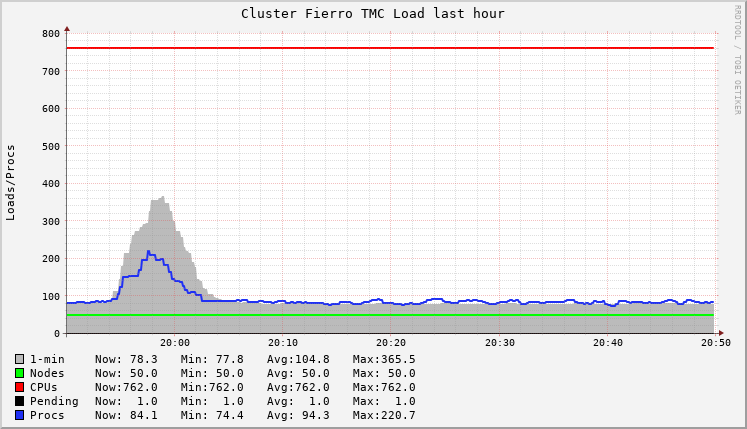 Cluster Fierro TMC Load last hour
RRDTOOL / TOBI OETIKER
Loads/Procs
800
700
600
500
400
300
200
100
0
20:00 20:10 20:20 20:30 20:40 20:50
1-min Now: 78.3 Min: 77.8 Avg:104.8 Max:365.5
Nodes Now: 50.0 Min: 50.0 Avg: 50.0 Max: 50.0
CPUs Now:762.0 Min:762.0 Avg:762.0 Max:762.0
Pending Now: 1.0 Min: 1.0 Avg: 1.0 Max: 1.0
Procs Now: 84.1 Min: 74.4 Avg: 94.3 Max:220.7